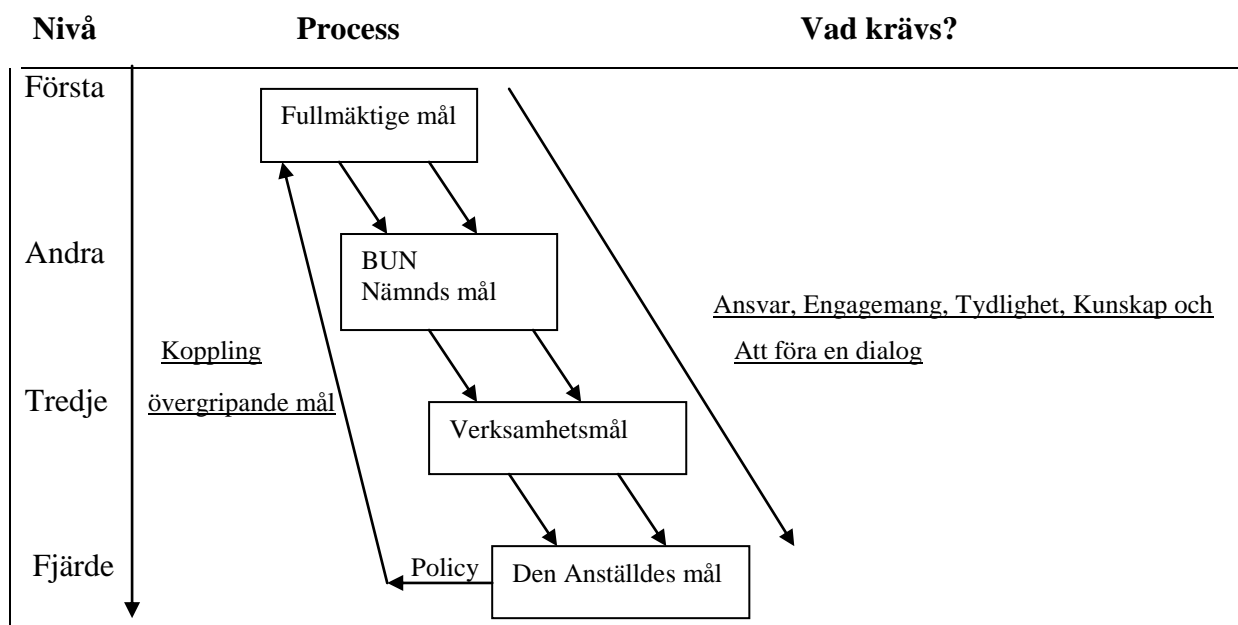 Nivå Process Vad krävs?
Första
Fullmäktige mål
Andra
BUN
Nämnds mål
Ansvar, Engagemang, Tydlighet, Kunskap och
Att föra en dialog
Koppling
övergripande mål
Tredje
Verksamhetsmål
Fjärde
Policy
Den Anställdes mål